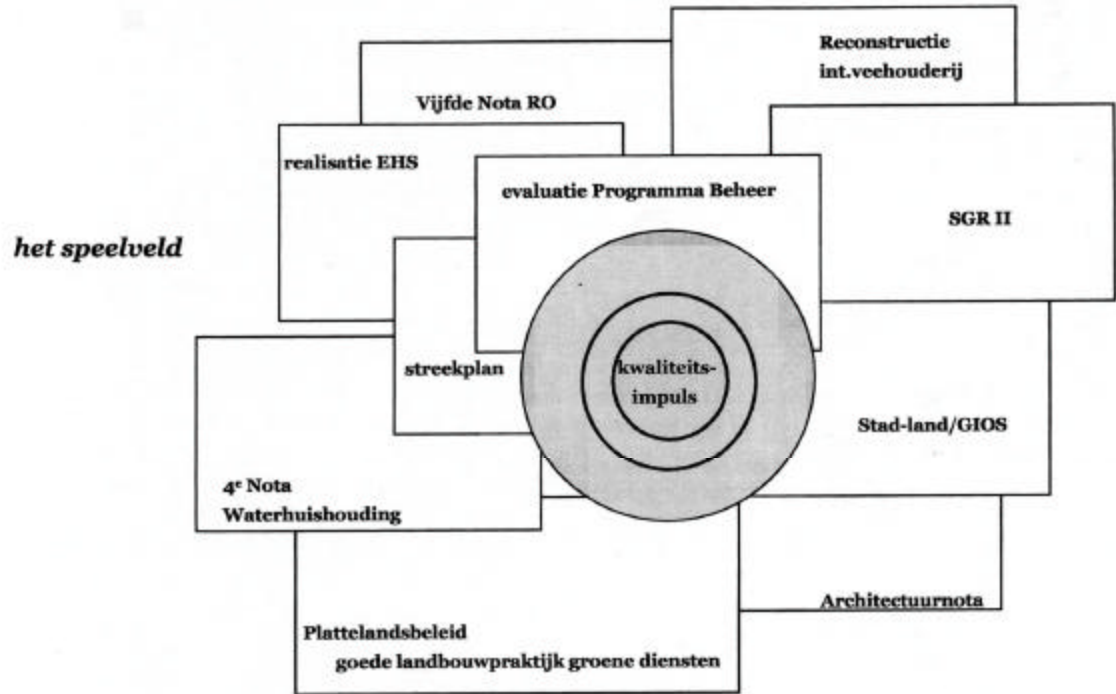 Reconstructie
int.veehouderij
Vijfde Nota RO
realisatie EHS
evaluatie Programma Beheer
SGR II
het speelveld
streekplan
kwaliteits-
impuls
Stad-land/GIOS
4e Nota
Waterhuishouding
Architectuurnota
Plattelandsbeleid
goede landbouwpraktijk groene diensten